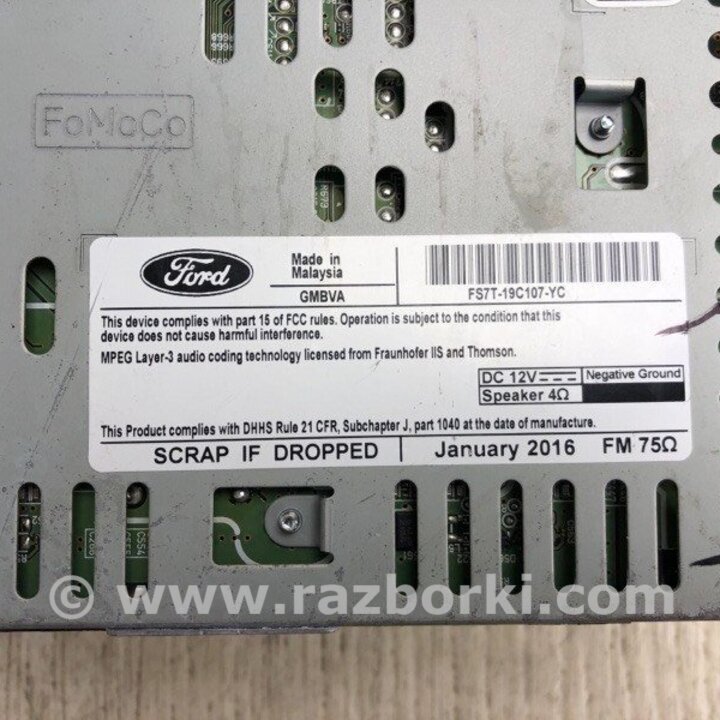 FoMoCo
Ford
Made in
Malaysia
GMBVA
FS7T-19C107-YC
This device complies with part 15 of FCC rules. Operation is subject to the condition that this
device does not cause harmful interference.
MPEG Layer-3 audio coding technology licensed from Fraunhofer IIS and Thomson.
DC 12V Negative Ground
Speaker 4Ω
This Product complies with DHHS Rule 21 CFR, Subchapter J, part 1040 at the date of manufacture.
SCRAP IF DROPPED January 2016 FM 75Ω
© www.razborki.com